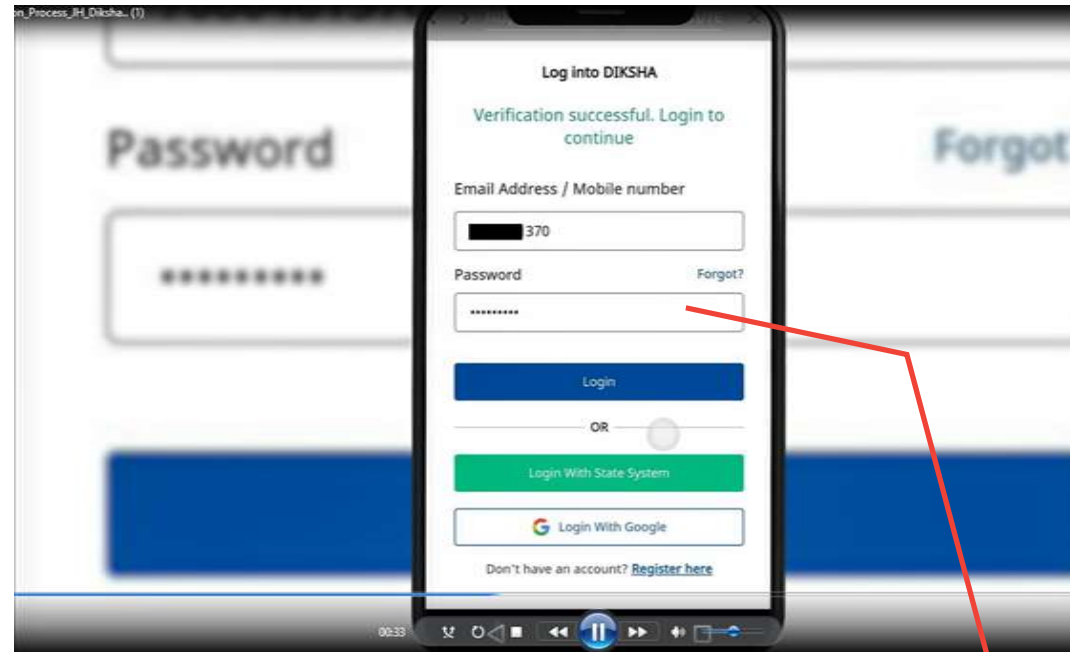 on_Process_JH_Diksha_ (1)
Log into DIKSHA
Verification successful. Login to
continue
Email Address / Mobile number
370
Password
Forgot?
•••••••••
Login
OR
Login With State System
G Login With Google
Don't have an account? Register here
Password
Forgot
•••••••••
00:33